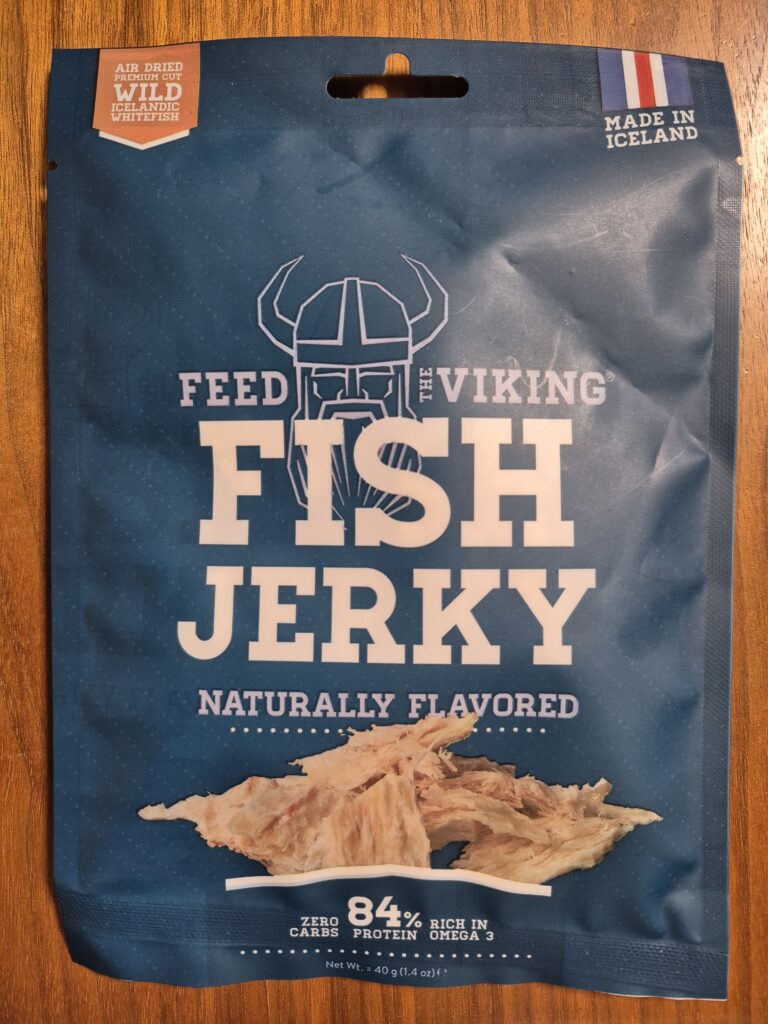 AIR DRIED
PREMIUM CUT
WILD
ICELANDIC
WHITEFISH
MADE IN
ICELAND
FEED THE VIKING®
FISH
JERKY
NATURALLY FLAVORED
ZERO
CARBS
84%
PROTEIN
RICH IN
OMEGA 3
Net Wt. = 40 g (1.4 oz)